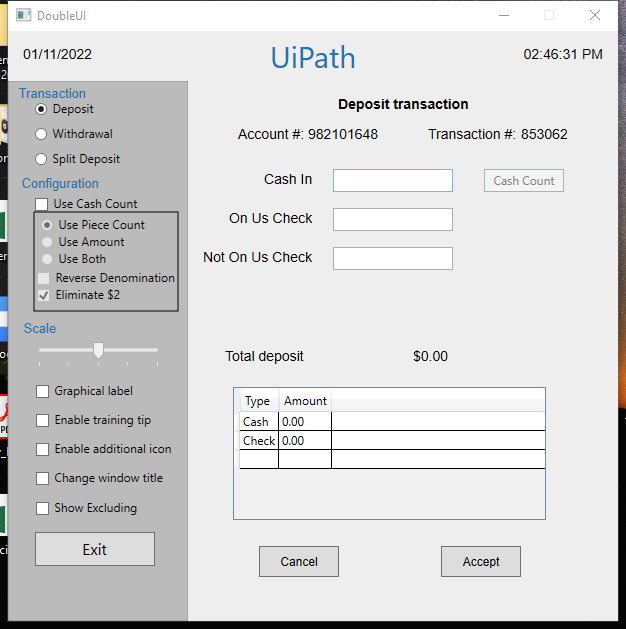 DoubleUI
01/11/2022
UiPath
02:46:31 PM
Transaction
Deposit
Withdrawal
Split Deposit
Configuration
Use Cash Count
Use Piece Count
Use Amount
Use Both
Reverse Denomination
Eliminate $2
Scale
Graphical label
Enable training tip
Enable additional icon
Change window title
Show Excluding
Exit
Deposit transaction
Account #: 982101648 Transaction #: 853062
Cash In
Cash Count
On Us Check
Not On Us Check
Total deposit $0.00
Type Amount
Cash 0.00
Check 0.00
Cancel
Accept